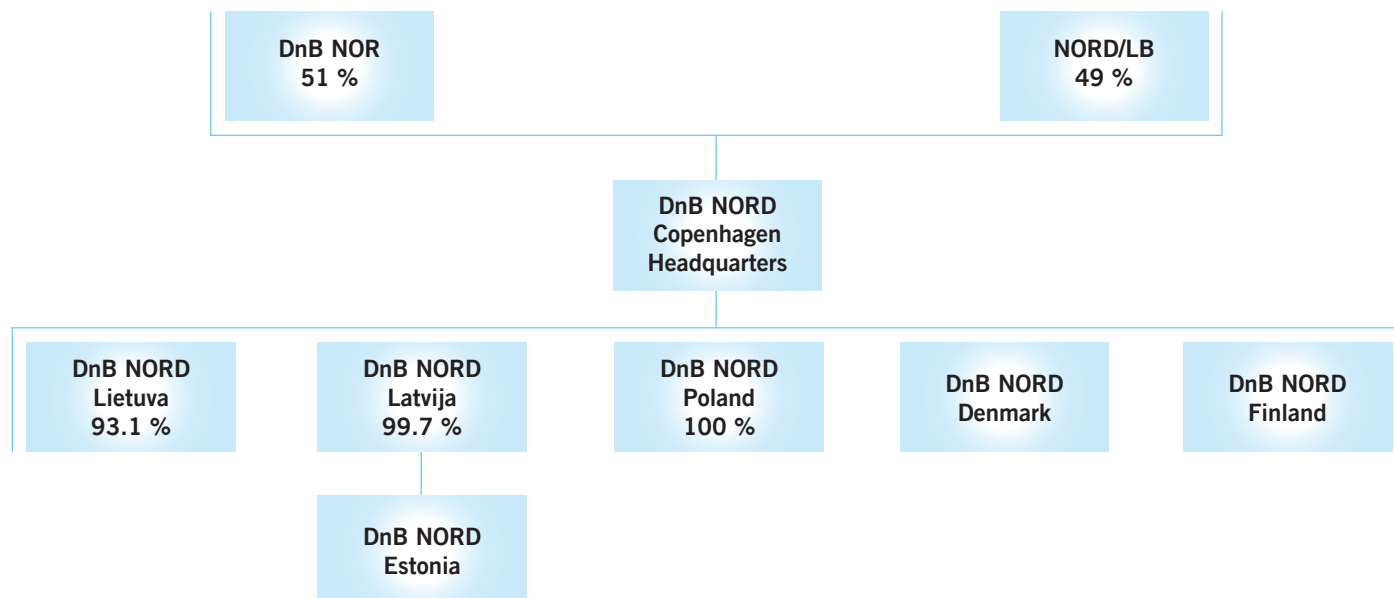 DnB NOR
51 %
NORD/LB
49 %
DnB NORD
Copenhagen
Headquarters
DnB NORD
Lietuva
93.1 %
DnB NORD
Latvija
99.7 %
DnB NORD
Poland
100 %
DnB NORD
Denmark
DnB NORD
Finland
DnB NORD
Estonia